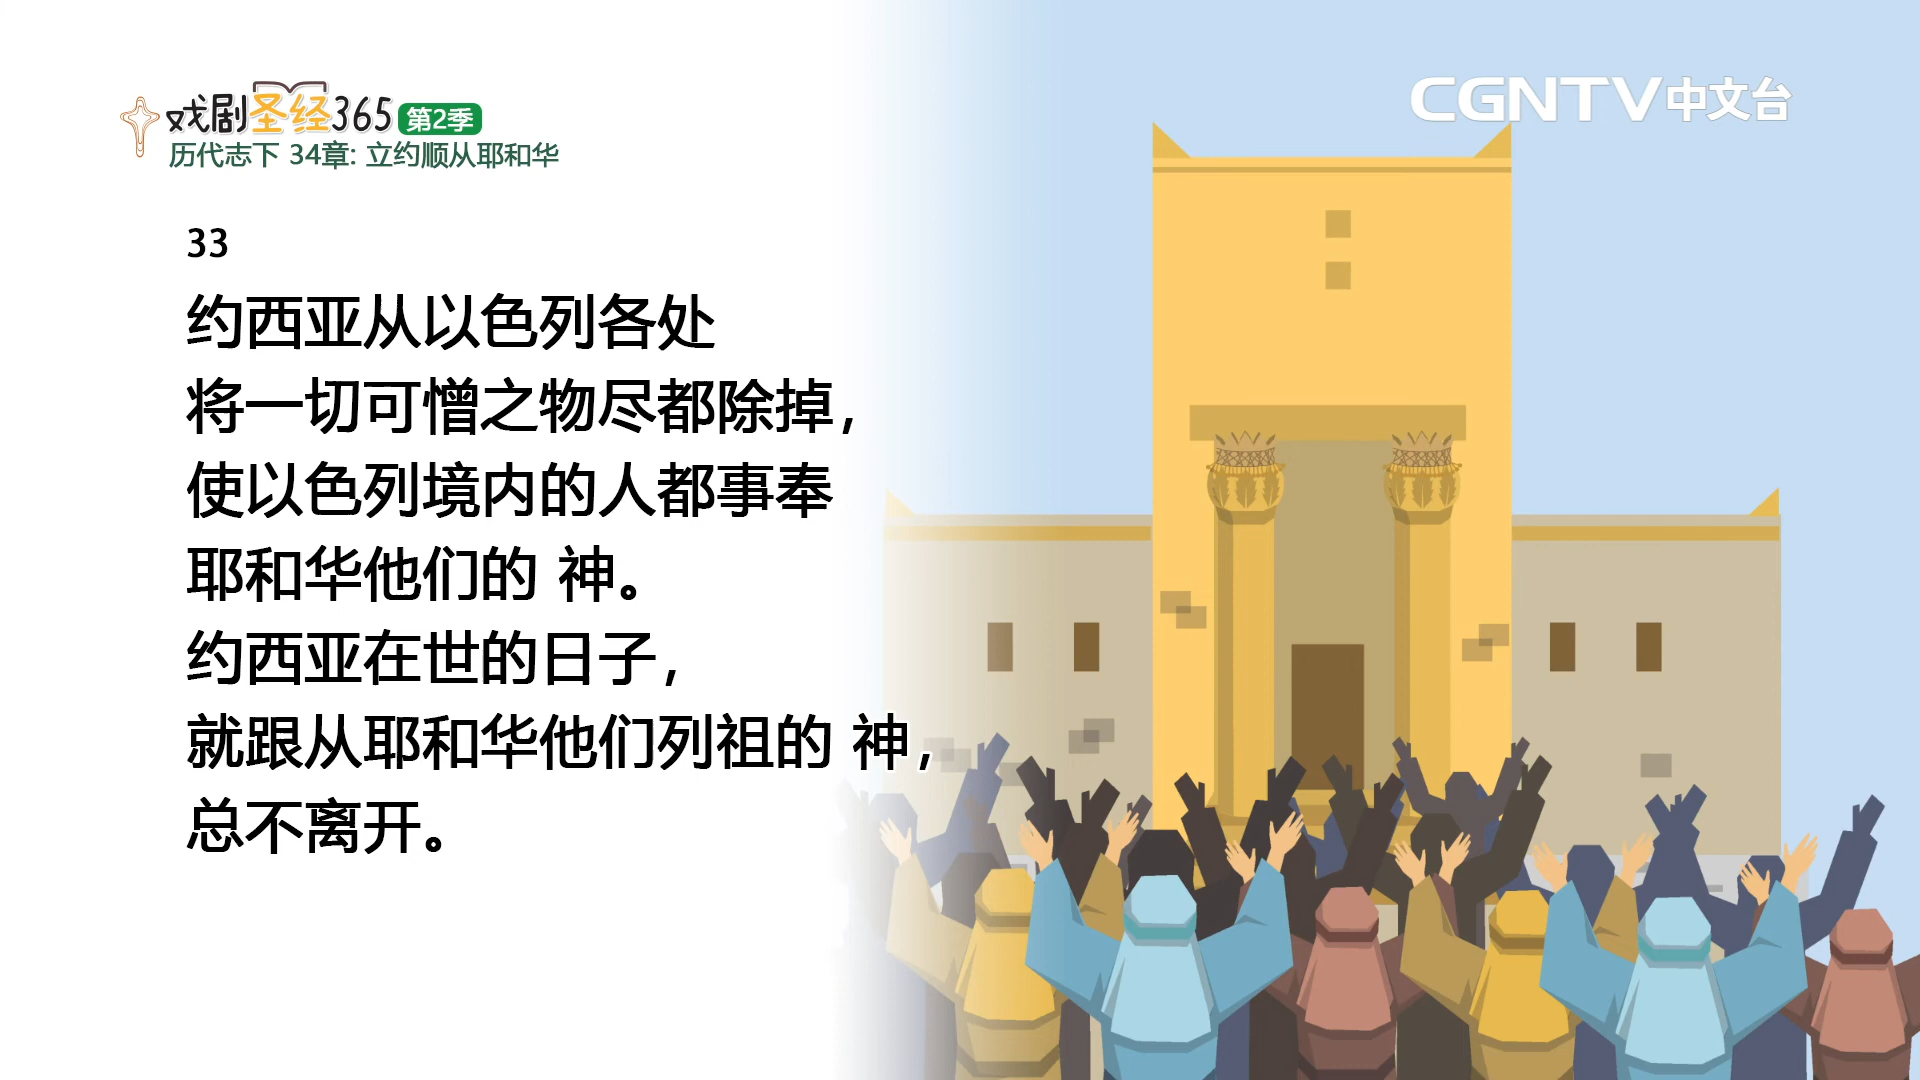 戏剧圣经365 第2季
CGNTV中文台
历代志下 34章: 立约顺从耶和华
33
约西亚从以色列各处
将一切可憎之物尽都除掉，
使以色列境内的人都事奉
耶和华他们的 神。
约西亚在世的日子，
就跟从耶和华他们列祖的 神，
总不离开。